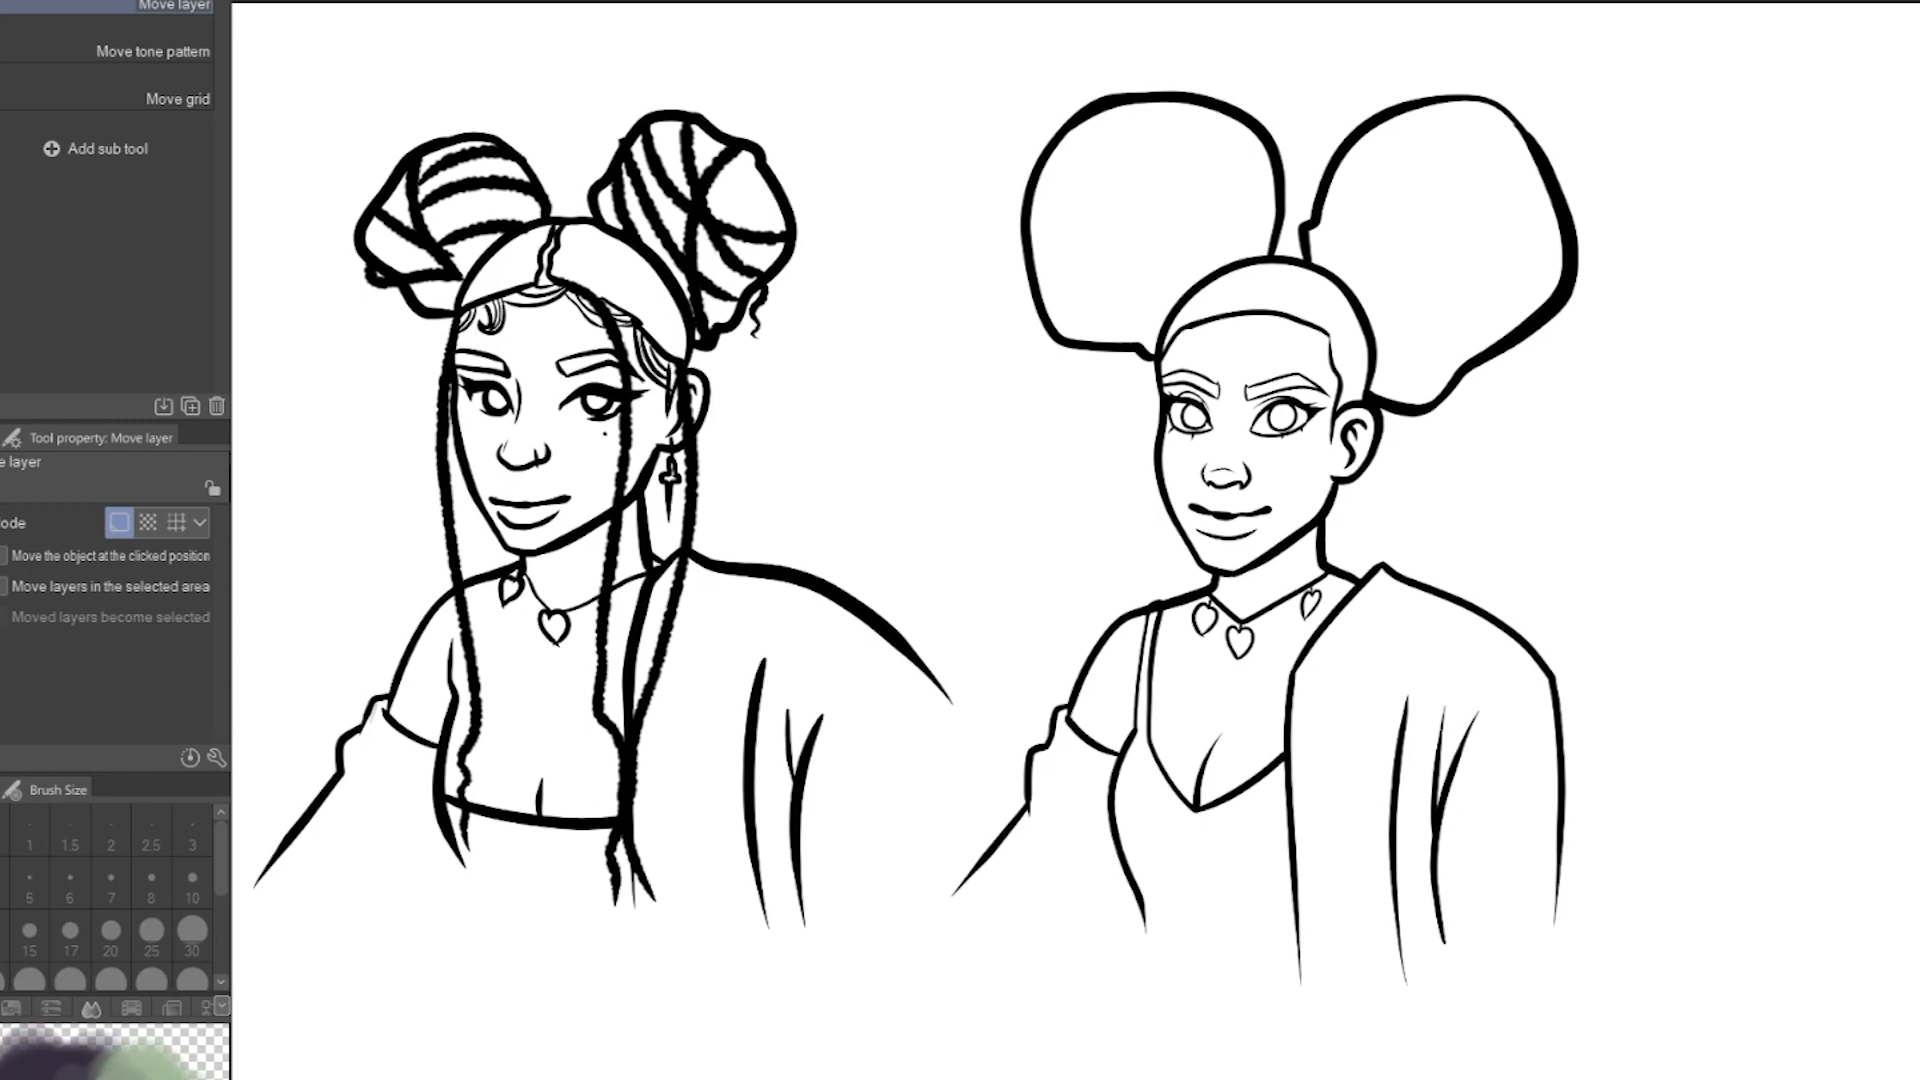 Move layer
Move tone pattern
Move grid
Add sub tool
Tool property: Move layer
e layer
ode
Move the object at the clicked position
Move layers in the selected area
Moved layers become selected
Brush Size
1 1.5 2 2.5 3
5 6 7 8 10
15 17 20 25 30